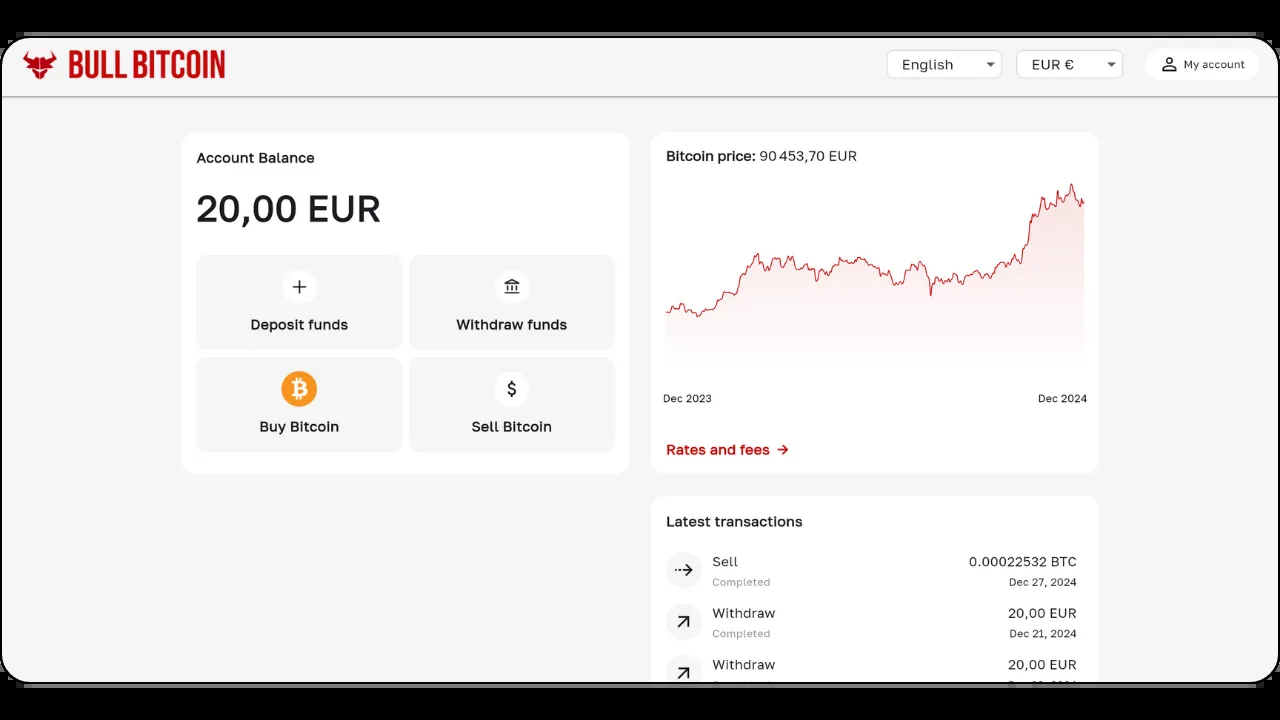 BULL BITCOIN
English
EUR €
My account
Account Balance
20,00 EUR
Deposit funds
Withdraw funds
Buy Bitcoin
Sell Bitcoin
Bitcoin price: 90 453,70 EUR
Dec 2023
Dec 2024
Rates and fees →
Latest transactions
Sell
0.00022532 BTC
Completed
Dec 27, 2024
Withdraw
20,00 EUR
Completed
Dec 21, 2024
Withdraw
20,00 EUR